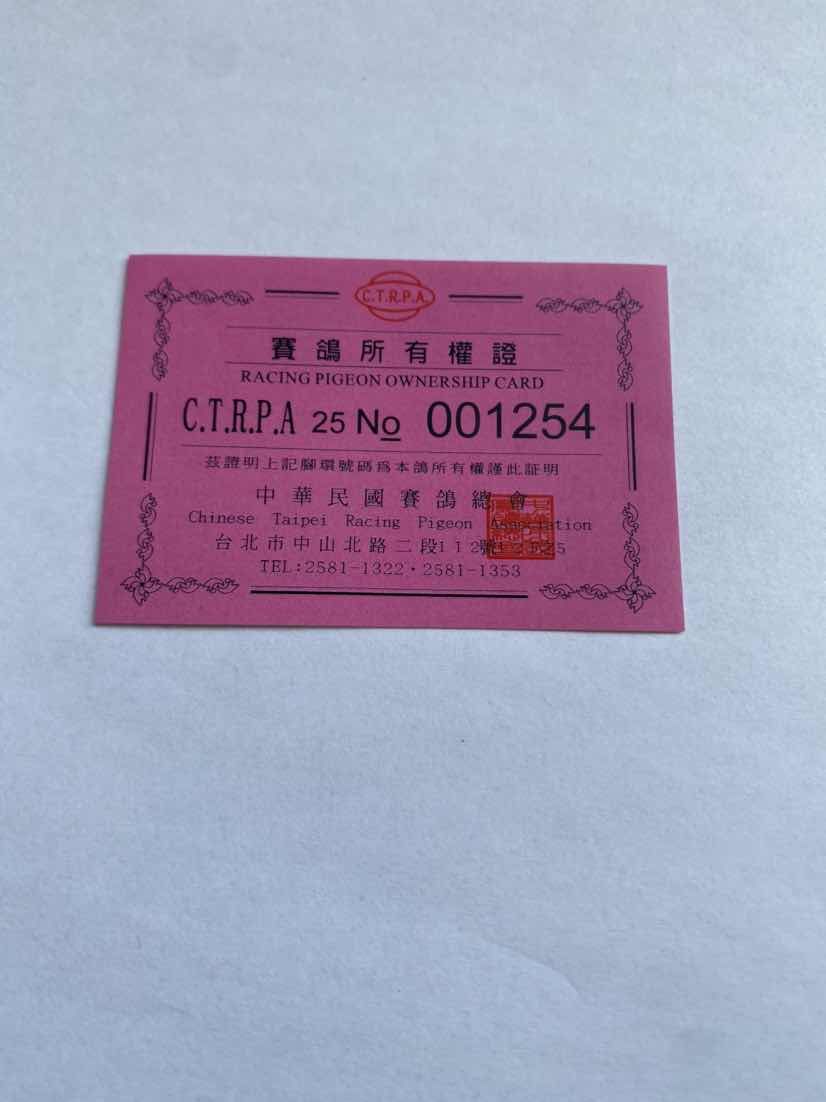 C.T.R.P.A.
賽鴿所有權證
RACING PIGEON OWNERSHIP CARD
C.T.R.P.A 25 No 001254
茲證明上記腳環號碼爲本鴿所有權謹此証明
中華民國賽鴿總會
Chinese Taipei Racing Pigeon Association
台北市中山北路二段112號
TEL:2581-1322・2581-1353